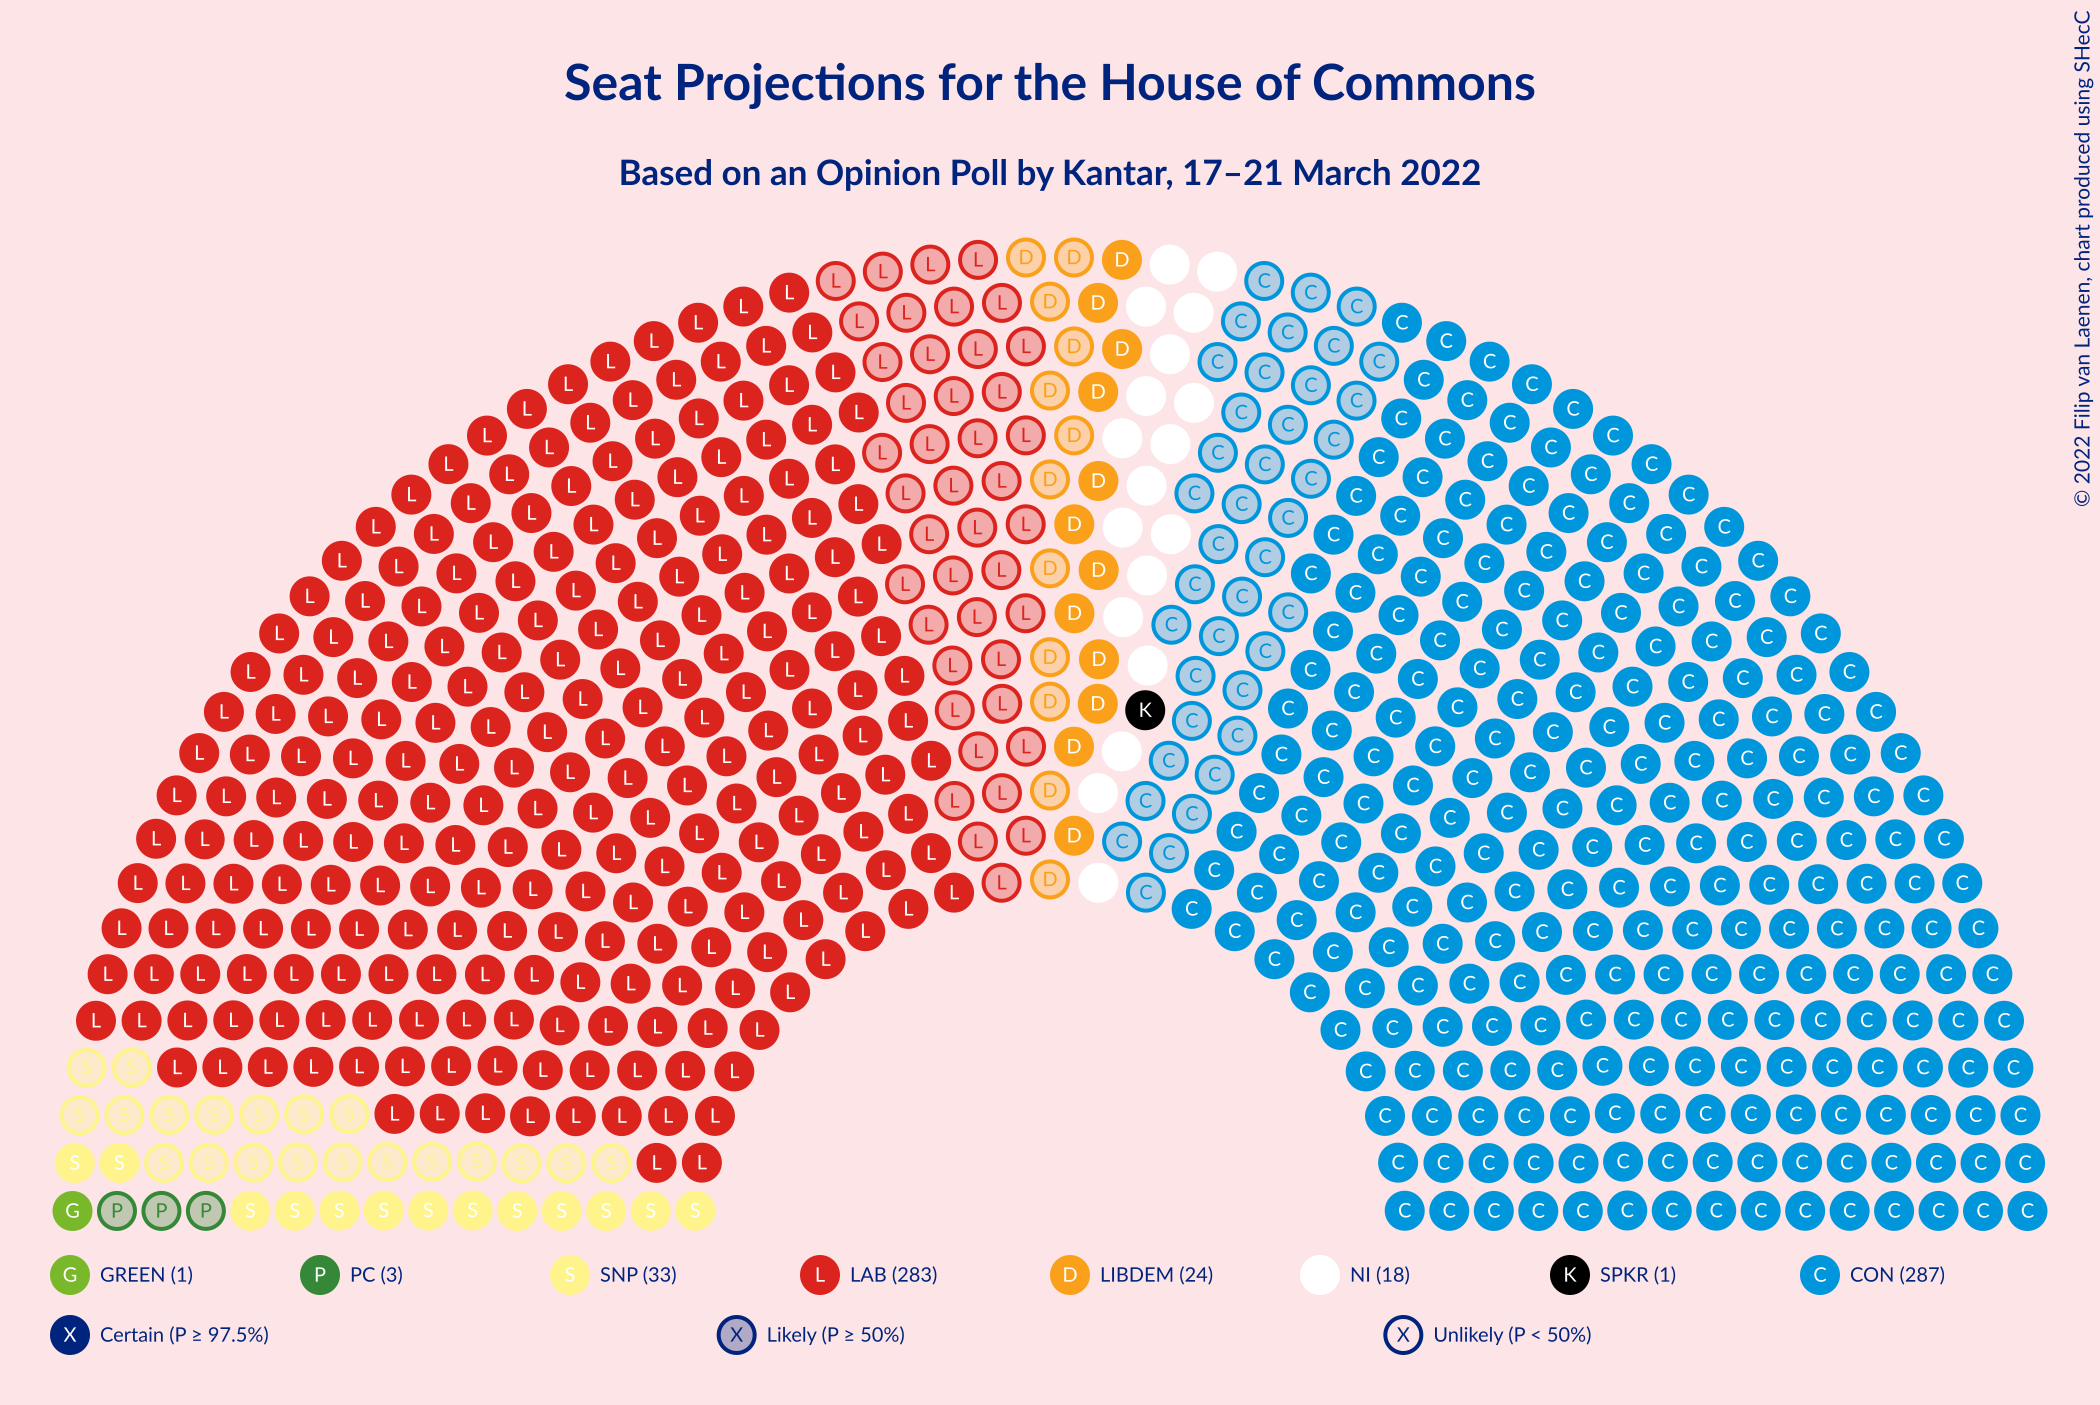 Seat Projections for the House of Commons
Based on an Opinion Poll by Kantar, 17–21 March 2022
© 2022 Filip van Laenen, chart produced using SHecC
G GREEN (1)
P PC (3)
S SNP (33)
L LAB (283)
D LIBDEM (24)
NI (18)
K SPKR (1)
C CON (287)
X Certain (P ≥ 97.5%)
X Likely (P ≥ 50%)
X Unlikely (P < 50%)